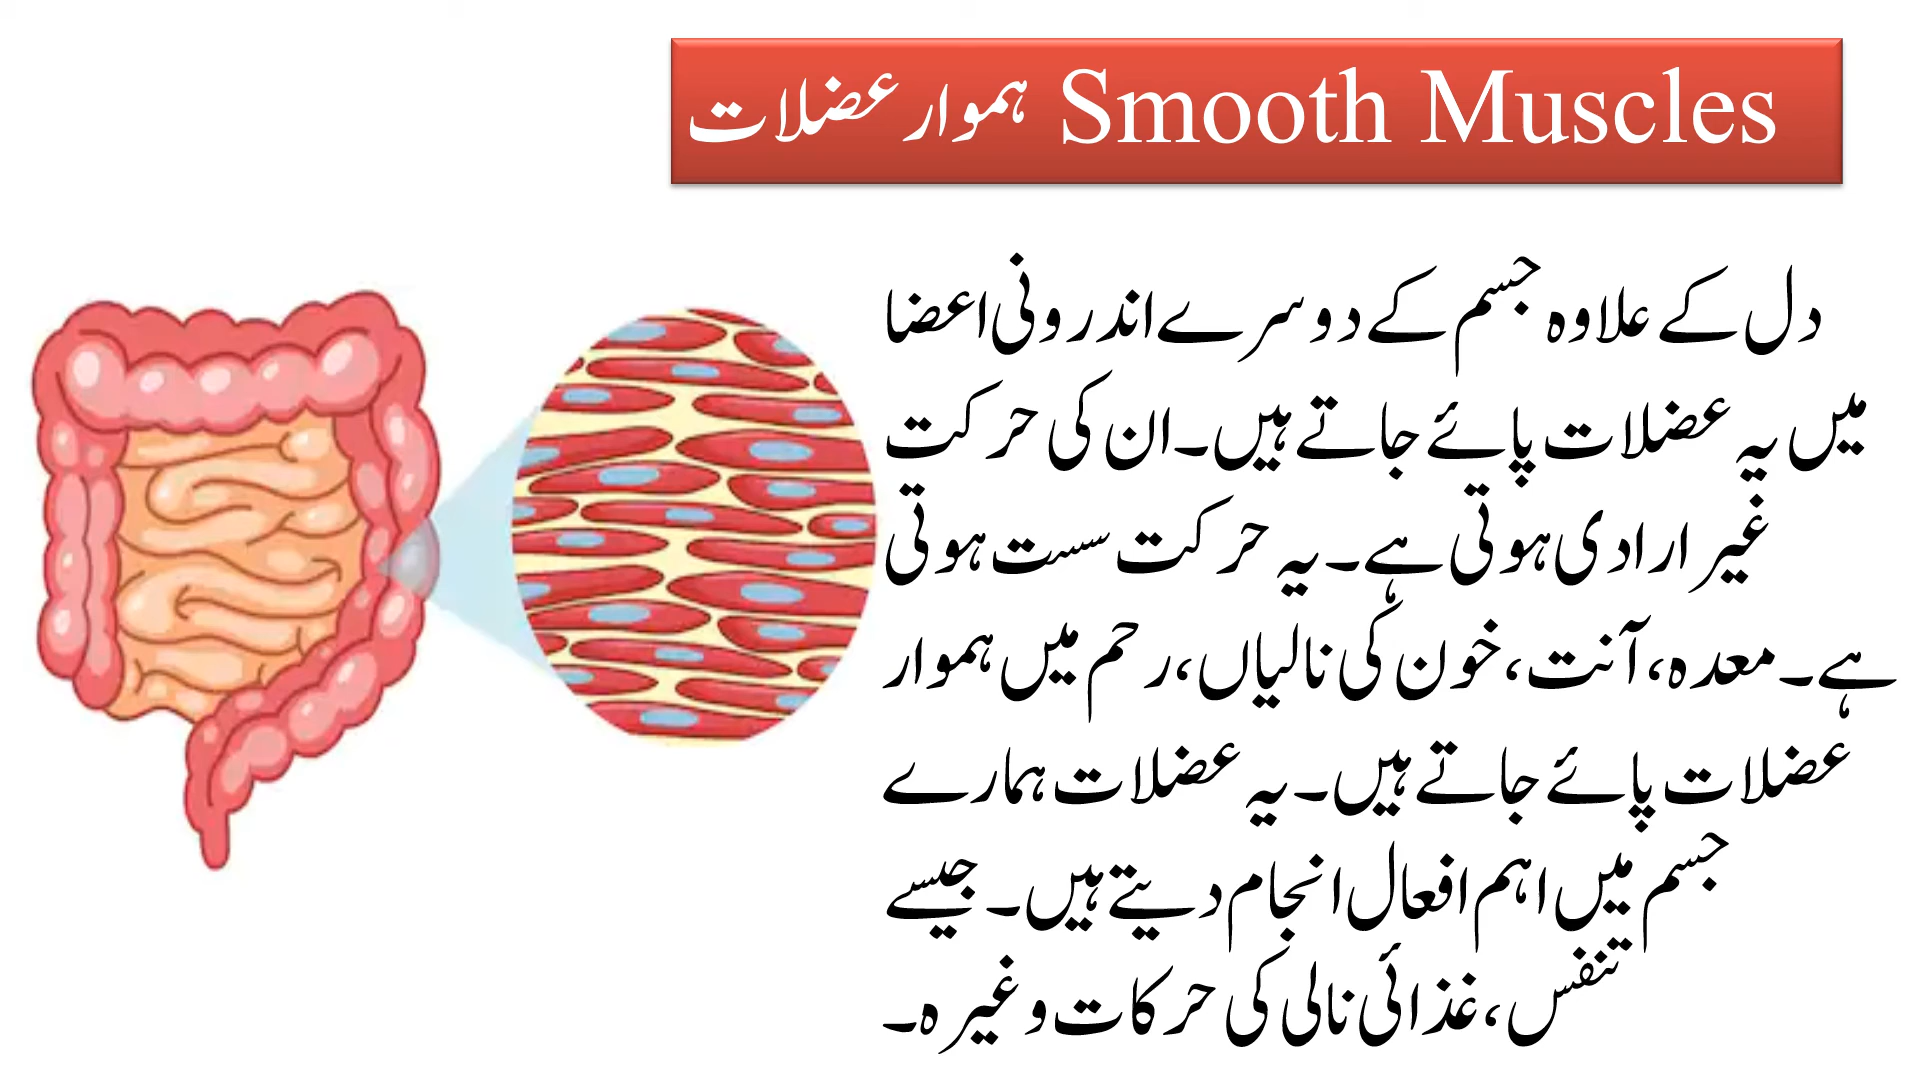 Smooth Muscles ہموار عضلات
دل کے علاوہ جسم کے دوسرے اندرونی اعضا
میں یہ عضلات پائے جاتے ہیں۔ ان کی حرکت
غیر ارادی ہوتی ہے۔ یہ حرکت سست ہوتی
ہے۔ معدہ، آنت، خون کی نالیاں، رحم میں ہموار
عضلات پائے جاتے ہیں۔ یہ عضلات ہمارے
جسم میں اہم افعال انجام دیتے ہیں۔ جیسے
تنفس، غذائی نالی کی حرکات وغیرہ۔